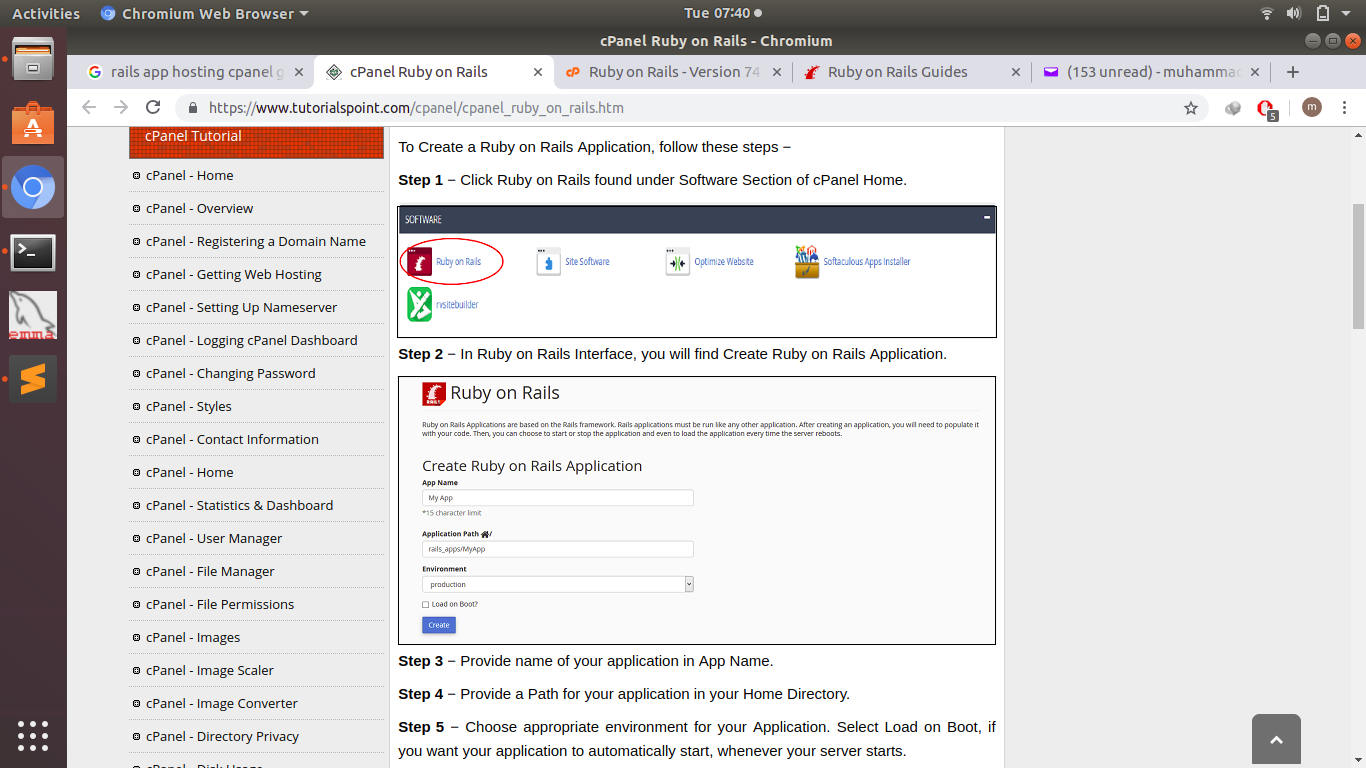 Activities
Chromium Web Browser
Tue 07:40
cPanel Ruby on Rails - Chromium
rails app hosting cpanel g
cPanel Ruby on Rails
Ruby on Rails - Version 74
Ruby on Rails Guides
(153 unread) - muhammad
https://www.tutorialspoint.com/cpanel/cpanel_ruby_on_rails.htm
5
m
cPanel Tutorial
cPanel - Home
cPanel - Overview
cPanel - Registering a Domain Name
cPanel - Getting Web Hosting
cPanel - Setting Up Nameserver
cPanel - Logging cPanel Dashboard
cPanel - Changing Password
cPanel - Styles
cPanel - Contact Information
cPanel - Home
cPanel - Statistics & Dashboard
cPanel - User Manager
cPanel - File Manager
cPanel - File Permissions
cPanel - Images
cPanel - Image Scaler
cPanel - Image Converter
cPanel - Directory Privacy
cPanel - Disk Usage
To Create a Ruby on Rails Application, follow these steps −
Step 1 − Click Ruby on Rails found under Software Section of cPanel Home.
SOFTWARE
Ruby on Rails
Site Software
Optimize Website
Softaculous Apps Installer
rvsitebuilder
Step 2 − In Ruby on Rails Interface, you will find Create Ruby on Rails Application.
RAILS
Ruby on Rails
Ruby on Rails Applications are based on the Rails framework. Rails applications must be run like any other application. After creating an application, you will need to populate it
with your code. Then, you can choose to start or stop the application and even to load the application every time the server reboots.
Create Ruby on Rails Application
App Name
My App
*15 character limit
Application Path /
rails_apps/MyApp
Environment
production
Load on Boot?
Create
Step 3 − Provide name of your application in App Name.
Step 4 − Provide a Path for your application in your Home Directory.
Step 5 − Choose appropriate environment for your Application. Select Load on Boot, if
you want your application to automatically start, whenever your server starts.
emma